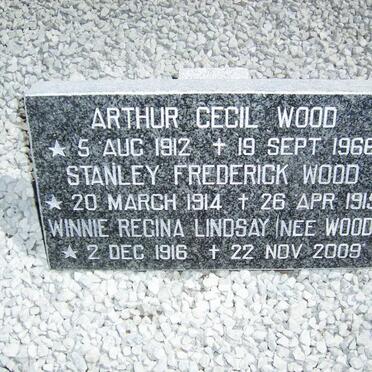 ARTHUR CECIL WOOD
★ 5 AUG 1912 ✝ 19 SEPT 1966
STANLEY FREDERICK WOOD
★ 20 MARCH 1914 ✝ 26 APR 1915
WINNIE REGINA LINDSAY (NEE WOOD)
★ 2 DEC 1916 ✝ 22 NOV 2009